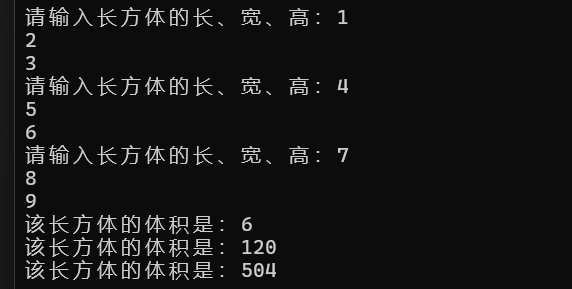 请输入长方体的长、宽、高：1
2
3
请输入长方体的长、宽、高：4
5
6
请输入长方体的长、宽、高：7
8
9
该长方体的体积是：6
该长方体的体积是：120
该长方体的体积是：504